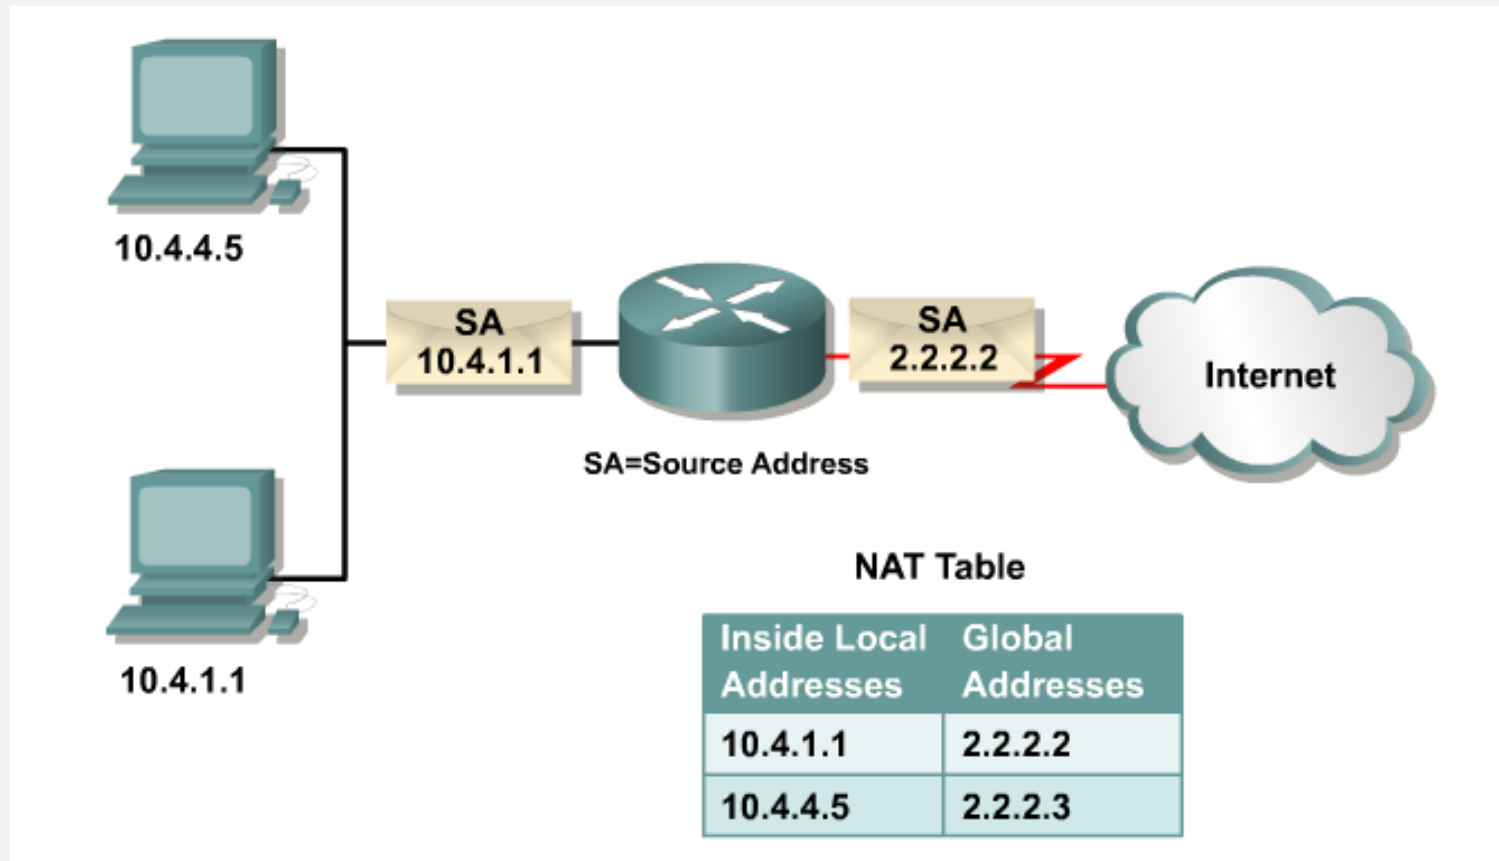 10.4.4.5
SA
10.4.1.1
SA
2.2.2.2
Internet
SA=Source Address
10.4.1.1
NAT Table
Inside Local Addresses
Global Addresses
10.4.1.1 2.2.2.2
10.4.4.5 2.2.2.3